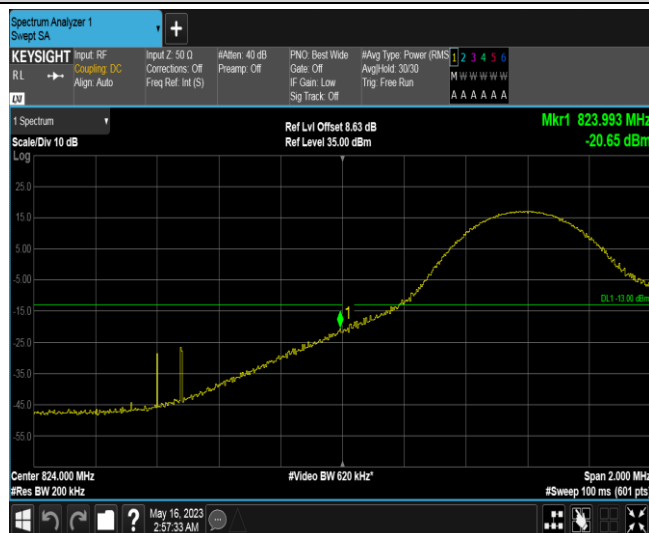 Spectrum Analyzer 1
Swept SA
+
KEYSIGHT Input: RF Input Z: 50 Ω #Atten: 40 dB PNO: Best Wide #Avg Type: Power (RMS 1 2 3 4 5 6
RL Coupling: DC Corrections: Off Preamp: Off Gate: Off Avg|Hold: 30/30 M W W W W W
Align: Auto Freq Ref: Int (S) IF Gain: Low Trig: Free Run
Sig Track: Off A A A A A A
LXI
1 Spectrum Ref Lvl Offset 8.63 dB Mkr1 823.993 MHz
Scale/Div 10 dB Ref Level 35.00 dBm -20.65 dBm
Log
25.0
15.0
5.00
-5.00
DL1 -13.00 dBm
-15.0
1
-25.0
-35.0
-45.0
-55.0
Center 824.000 MHz #Video BW 620 kHz* Span 2.000 MHz
#Res BW 200 kHz #Sweep 100 ms (601 pts)
? May 16, 2023
2:57:33 AM